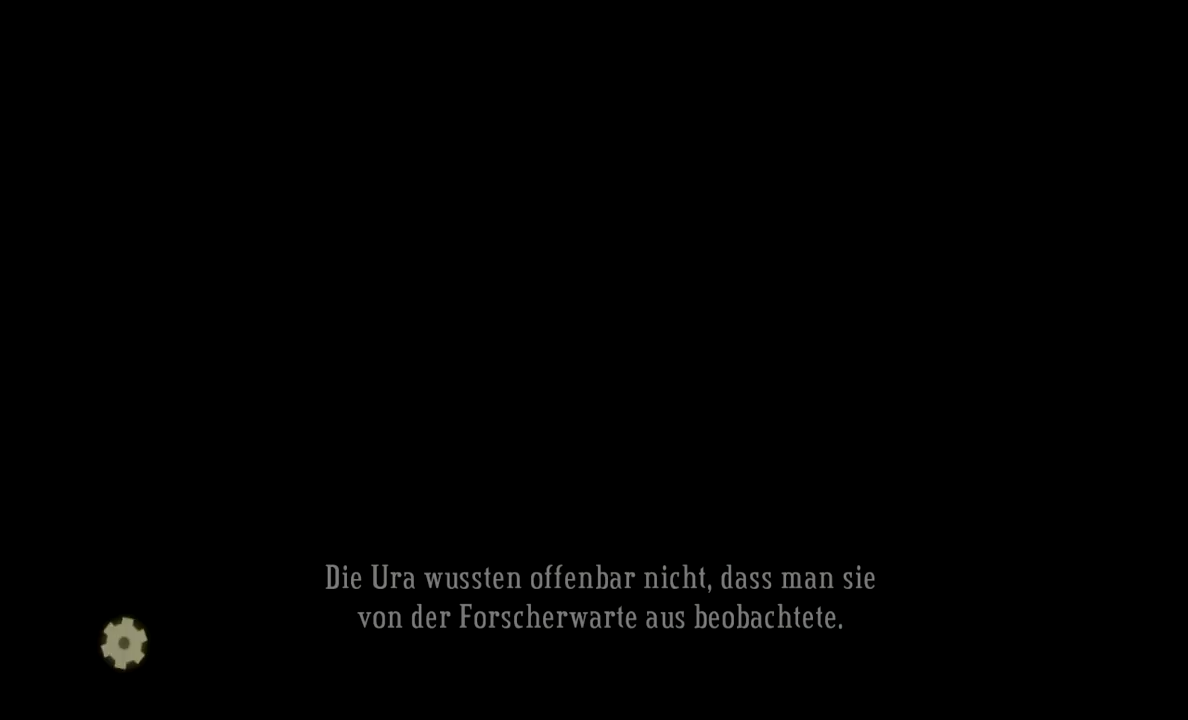 Die Ura wussten offenbar nicht, dass man sie
von der Forscherwarte aus beobachtete.